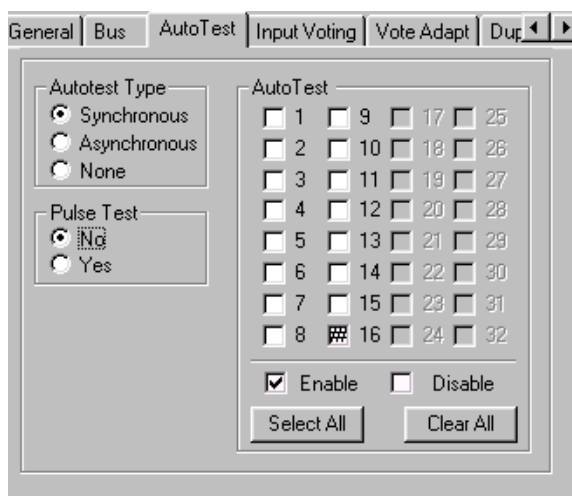 General Bus AutoTest Input Voting Vote Adapt Dup
Autotest Type
Synchronous
Asynchronous
None
Pulse Test
No
Yes
AutoTest
1 9 17 25
2 10 18 26
3 11 19 27
4 12 20 28
5 13 21 29
6 14 22 30
7 15 23 31
8 16 24 32
Enable Disable
Select All Clear All